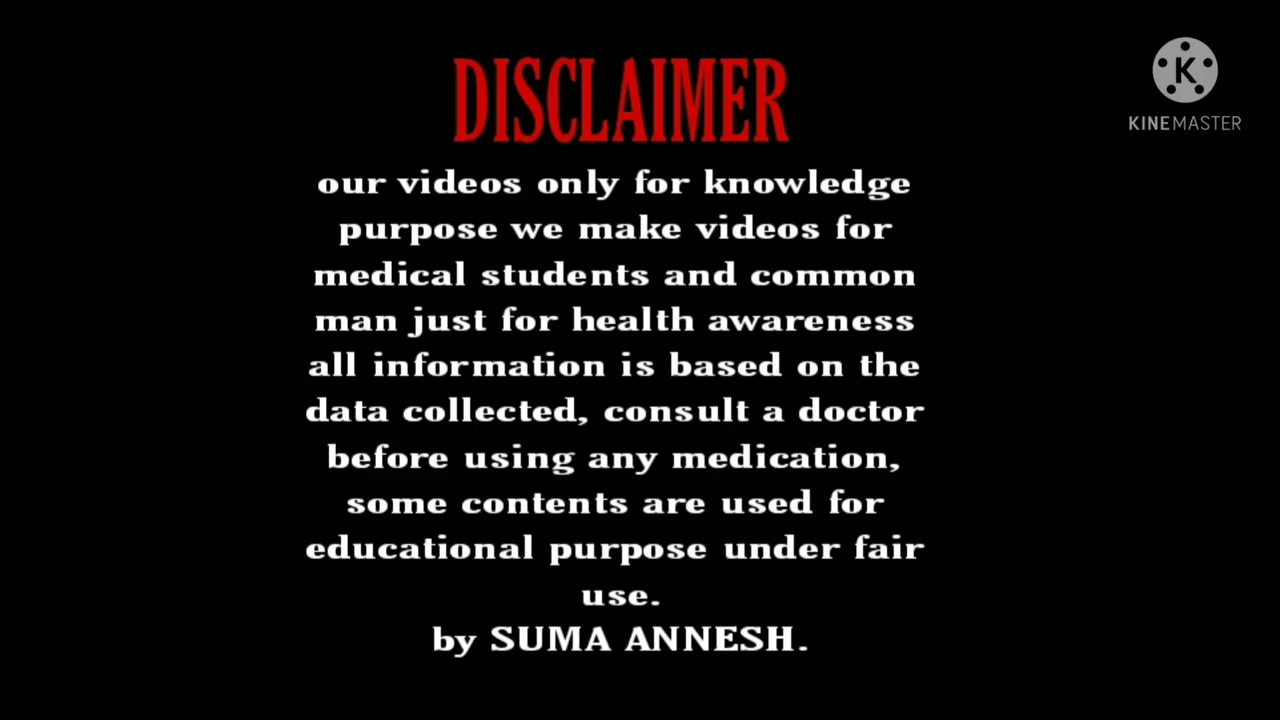 DISCLAIMER
our videos only for knowledge
purpose we make videos for
medical students and common
man just for health awareness
all information is based on the
data collected, consult a doctor
before using any medication,
some contents are used for
educational purpose under fair
use.
by SUMA ANNESH.
K
KINEMASTER